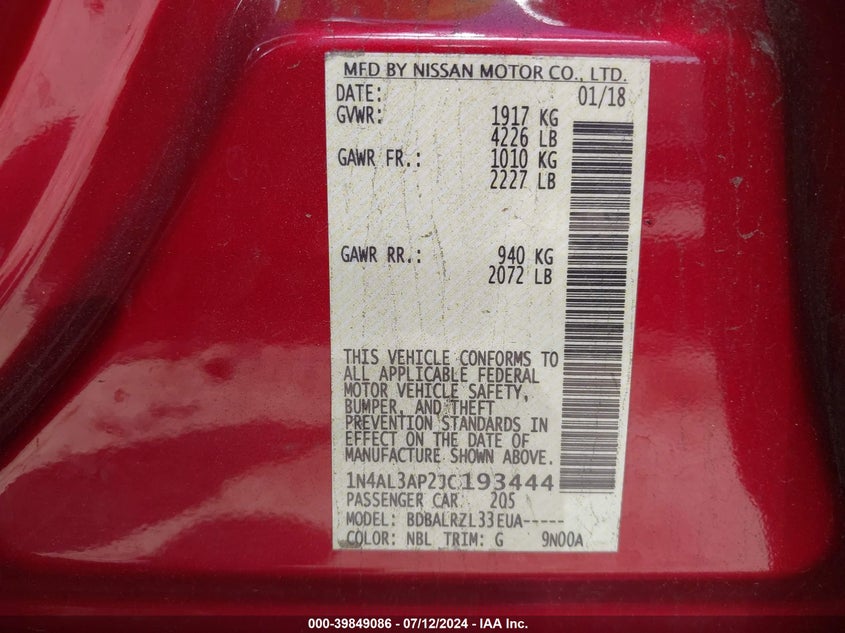 MFD BY NISSAN MOTOR CO., LTD.
DATE: 01/18
GVWR: 1917 KG
4226 LB
GAWR FR.: 1010 KG
2227 LB
GAWR RR.: 940 KG
2072 LB
THIS VEHICLE CONFORMS TO
ALL APPLICABLE FEDERAL
MOTOR VEHICLE SAFETY,
BUMPER, AND THEFT
PREVENTION STANDARDS IN
EFFECT ON THE DATE OF
MANUFACTURE SHOWN ABOVE.
1N4AL3AP2JC193444
PASSENGER CAR 205
MODEL: BDBALRZL33EUA-----
COLOR: NBL TRIM: G 9N00A
000-39849086 - 07/12/2024 - IAA Inc.